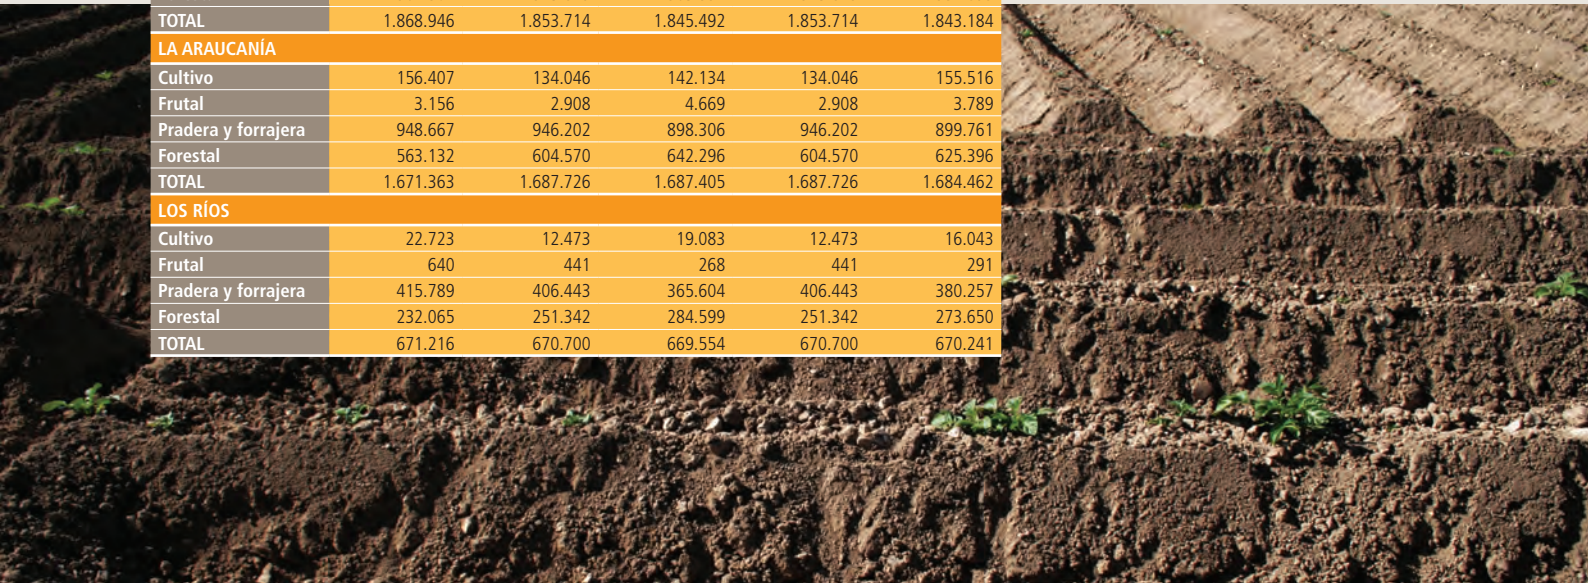 TOTAL 1.868.946 1.853.714 1.845.492 1.853.714 1.843.184
LA ARAUCANÍA
Cultivo 156.407 134.046 142.134 134.046 155.516
Frutal 3.156 2.908 4.669 2.908 3.789
Pradera y forrajera 948.667 946.202 898.306 946.202 899.761
Forestal 563.132 604.570 642.296 604.570 625.396
TOTAL 1.671.363 1.687.726 1.687.405 1.687.726 1.684.462
LOS RÍOS
Cultivo 22.723 12.473 19.083 12.473 16.043
Frutal 640 441 268 441 291
Pradera y forrajera 415.789 406.443 365.604 406.443 380.257
Forestal 232.065 251.342 284.599 251.342 273.650
TOTAL 671.216 670.700 669.554 670.700 670.241